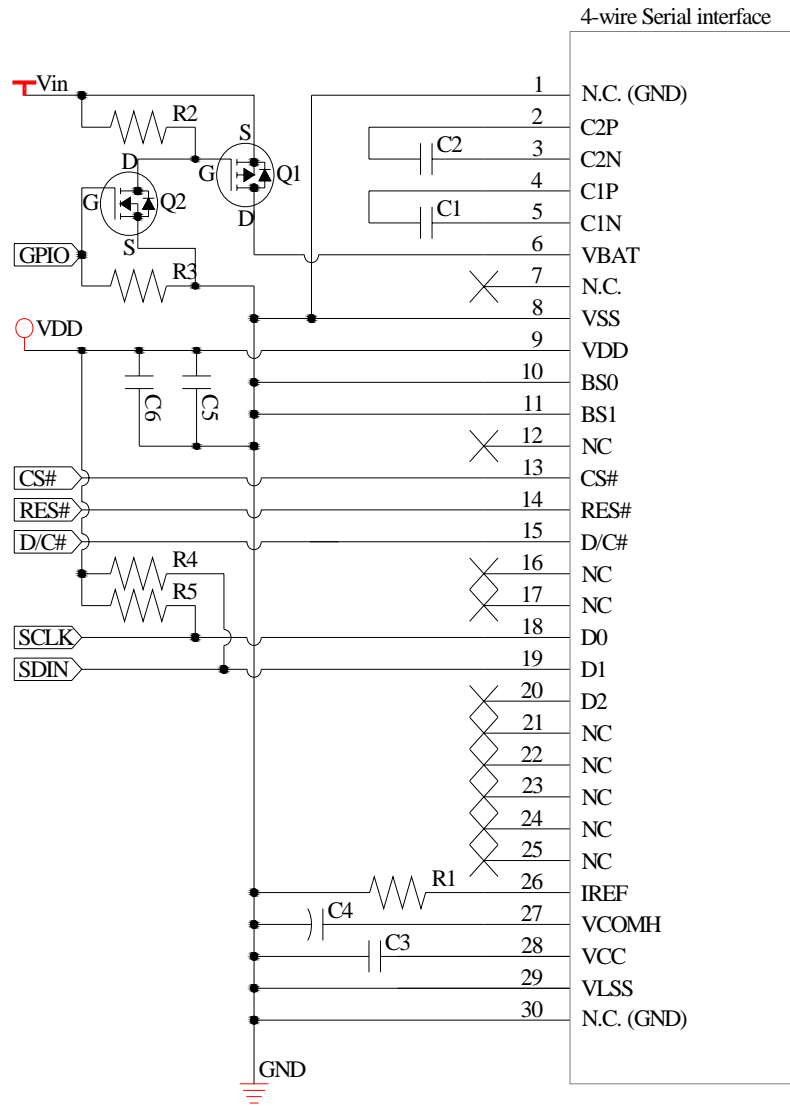 4-wire Serial interface
Vin
R2
S
D
G
Q1
C2
G
Q2
D
C1
S
GPIO
R3
VDD
C6
C5
CS#
RES#
D/C#
R4
R5
SCLK
SDIN
R1
C4
C3
GND
1 N.C. (GND)
2 C2P
3 C2N
4 C1P
5 C1N
6 VBAT
7 N.C.
8 VSS
9 VDD
10 BS0
11 BS1
12 NC
13 CS#
14 RES#
15 D/C#
16 NC
17 NC
18 D0
19 D1
20 D2
21 NC
22 NC
23 NC
24 NC
25 NC
26 IREF
27 VCOMH
28 VCC
29 VLSS
30 N.C. (GND)